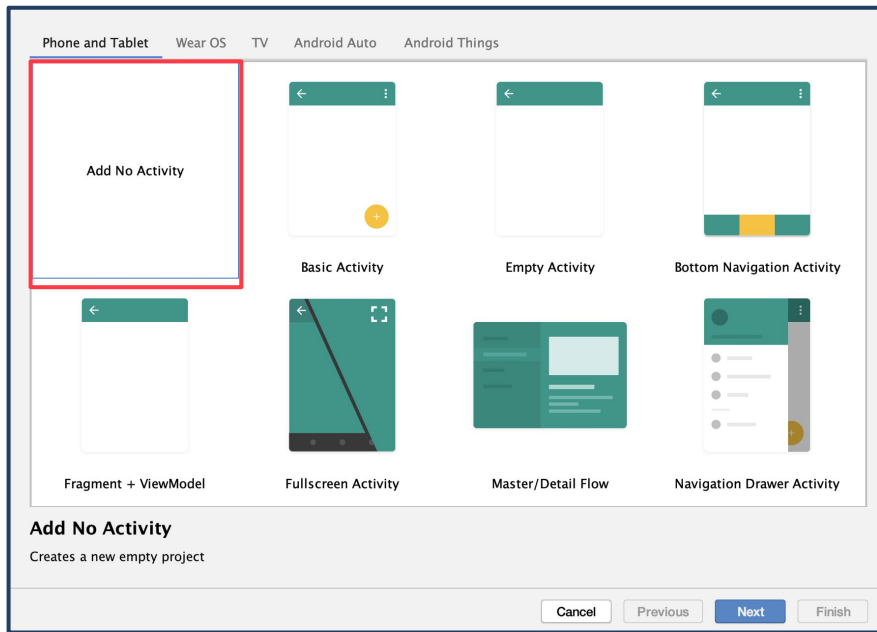 Phone and Tablet Wear OS TV Android Auto Android Things
Add No Activity
Basic Activity Empty Activity Bottom Navigation Activity
Fragment + ViewModel Fullscreen Activity Master/Detail Flow Navigation Drawer Activity
Add No Activity
Creates a new empty project
Cancel Previous Next Finish